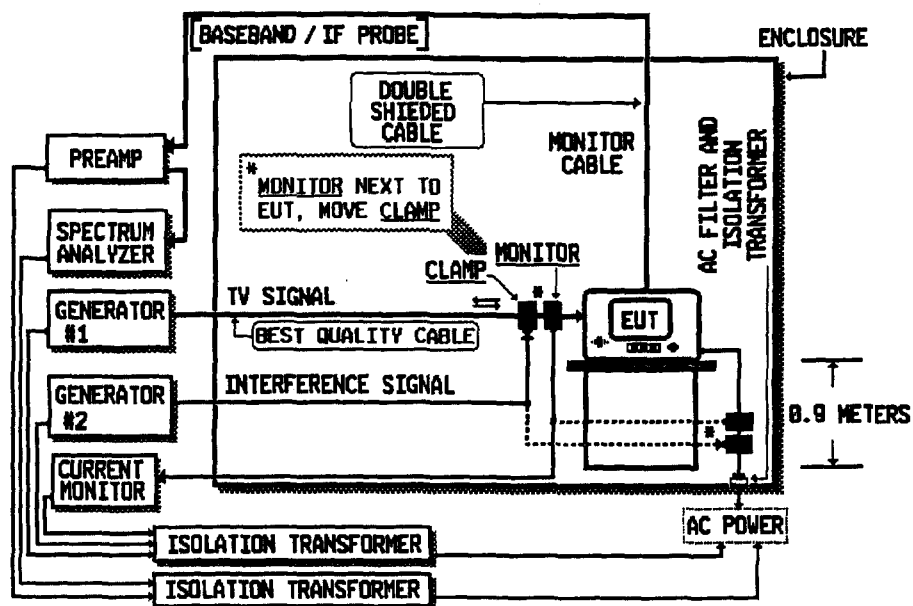 [BASEBAND / IF PROBE]
ENCLOSURE
DOUBLE
SHIEDED
CABLE
MONITOR
CABLE
AC FILTER AND
ISOLATION
TRANSFORMER
PREAMP
*
MONITOR NEXT TO
EUT, MOVE CLAMP
SPECTRUM
ANALYZER
MONITOR
CLAMP
*
TV SIGNAL
GENERATOR
#1
BEST QUALITY CABLE
EUT
INTERFERENCE SIGNAL
GENERATOR
#2
0.9 METERS
*
CURRENT
MONITOR
AC POWER
ISOLATION TRANSFORMER
ISOLATION TRANSFORMER